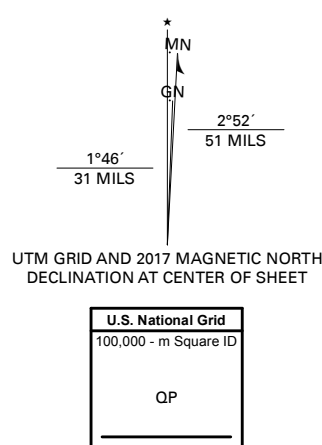 ★
MN
GN
2°52´
51 MILS
1°46´
31 MILS
UTM GRID AND 2017 MAGNETIC NORTH
DECLINATION AT CENTER OF SHEET
U.S. National Grid
100,000 - m Square ID
QP